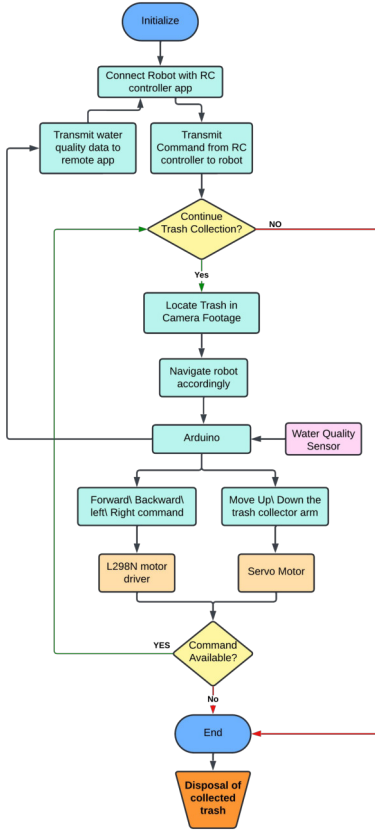 Initialize
Connect Robot with RC
controller app
Transmit water
quality data to
remote app
Transmit
Command from RC
controller to robot
Continue
Trash Collection?
NO
Yes
Locate Trash in
Camera Footage
Navigate robot
accordingly
Arduino
Water Quality
Sensor
Forward\ Backward\
left\ Right command
Move Up\ Down the
trash collector arm
L298N motor
driver
Servo Motor
YES
Command
Available?
No
End
Disposal of
collected
trash